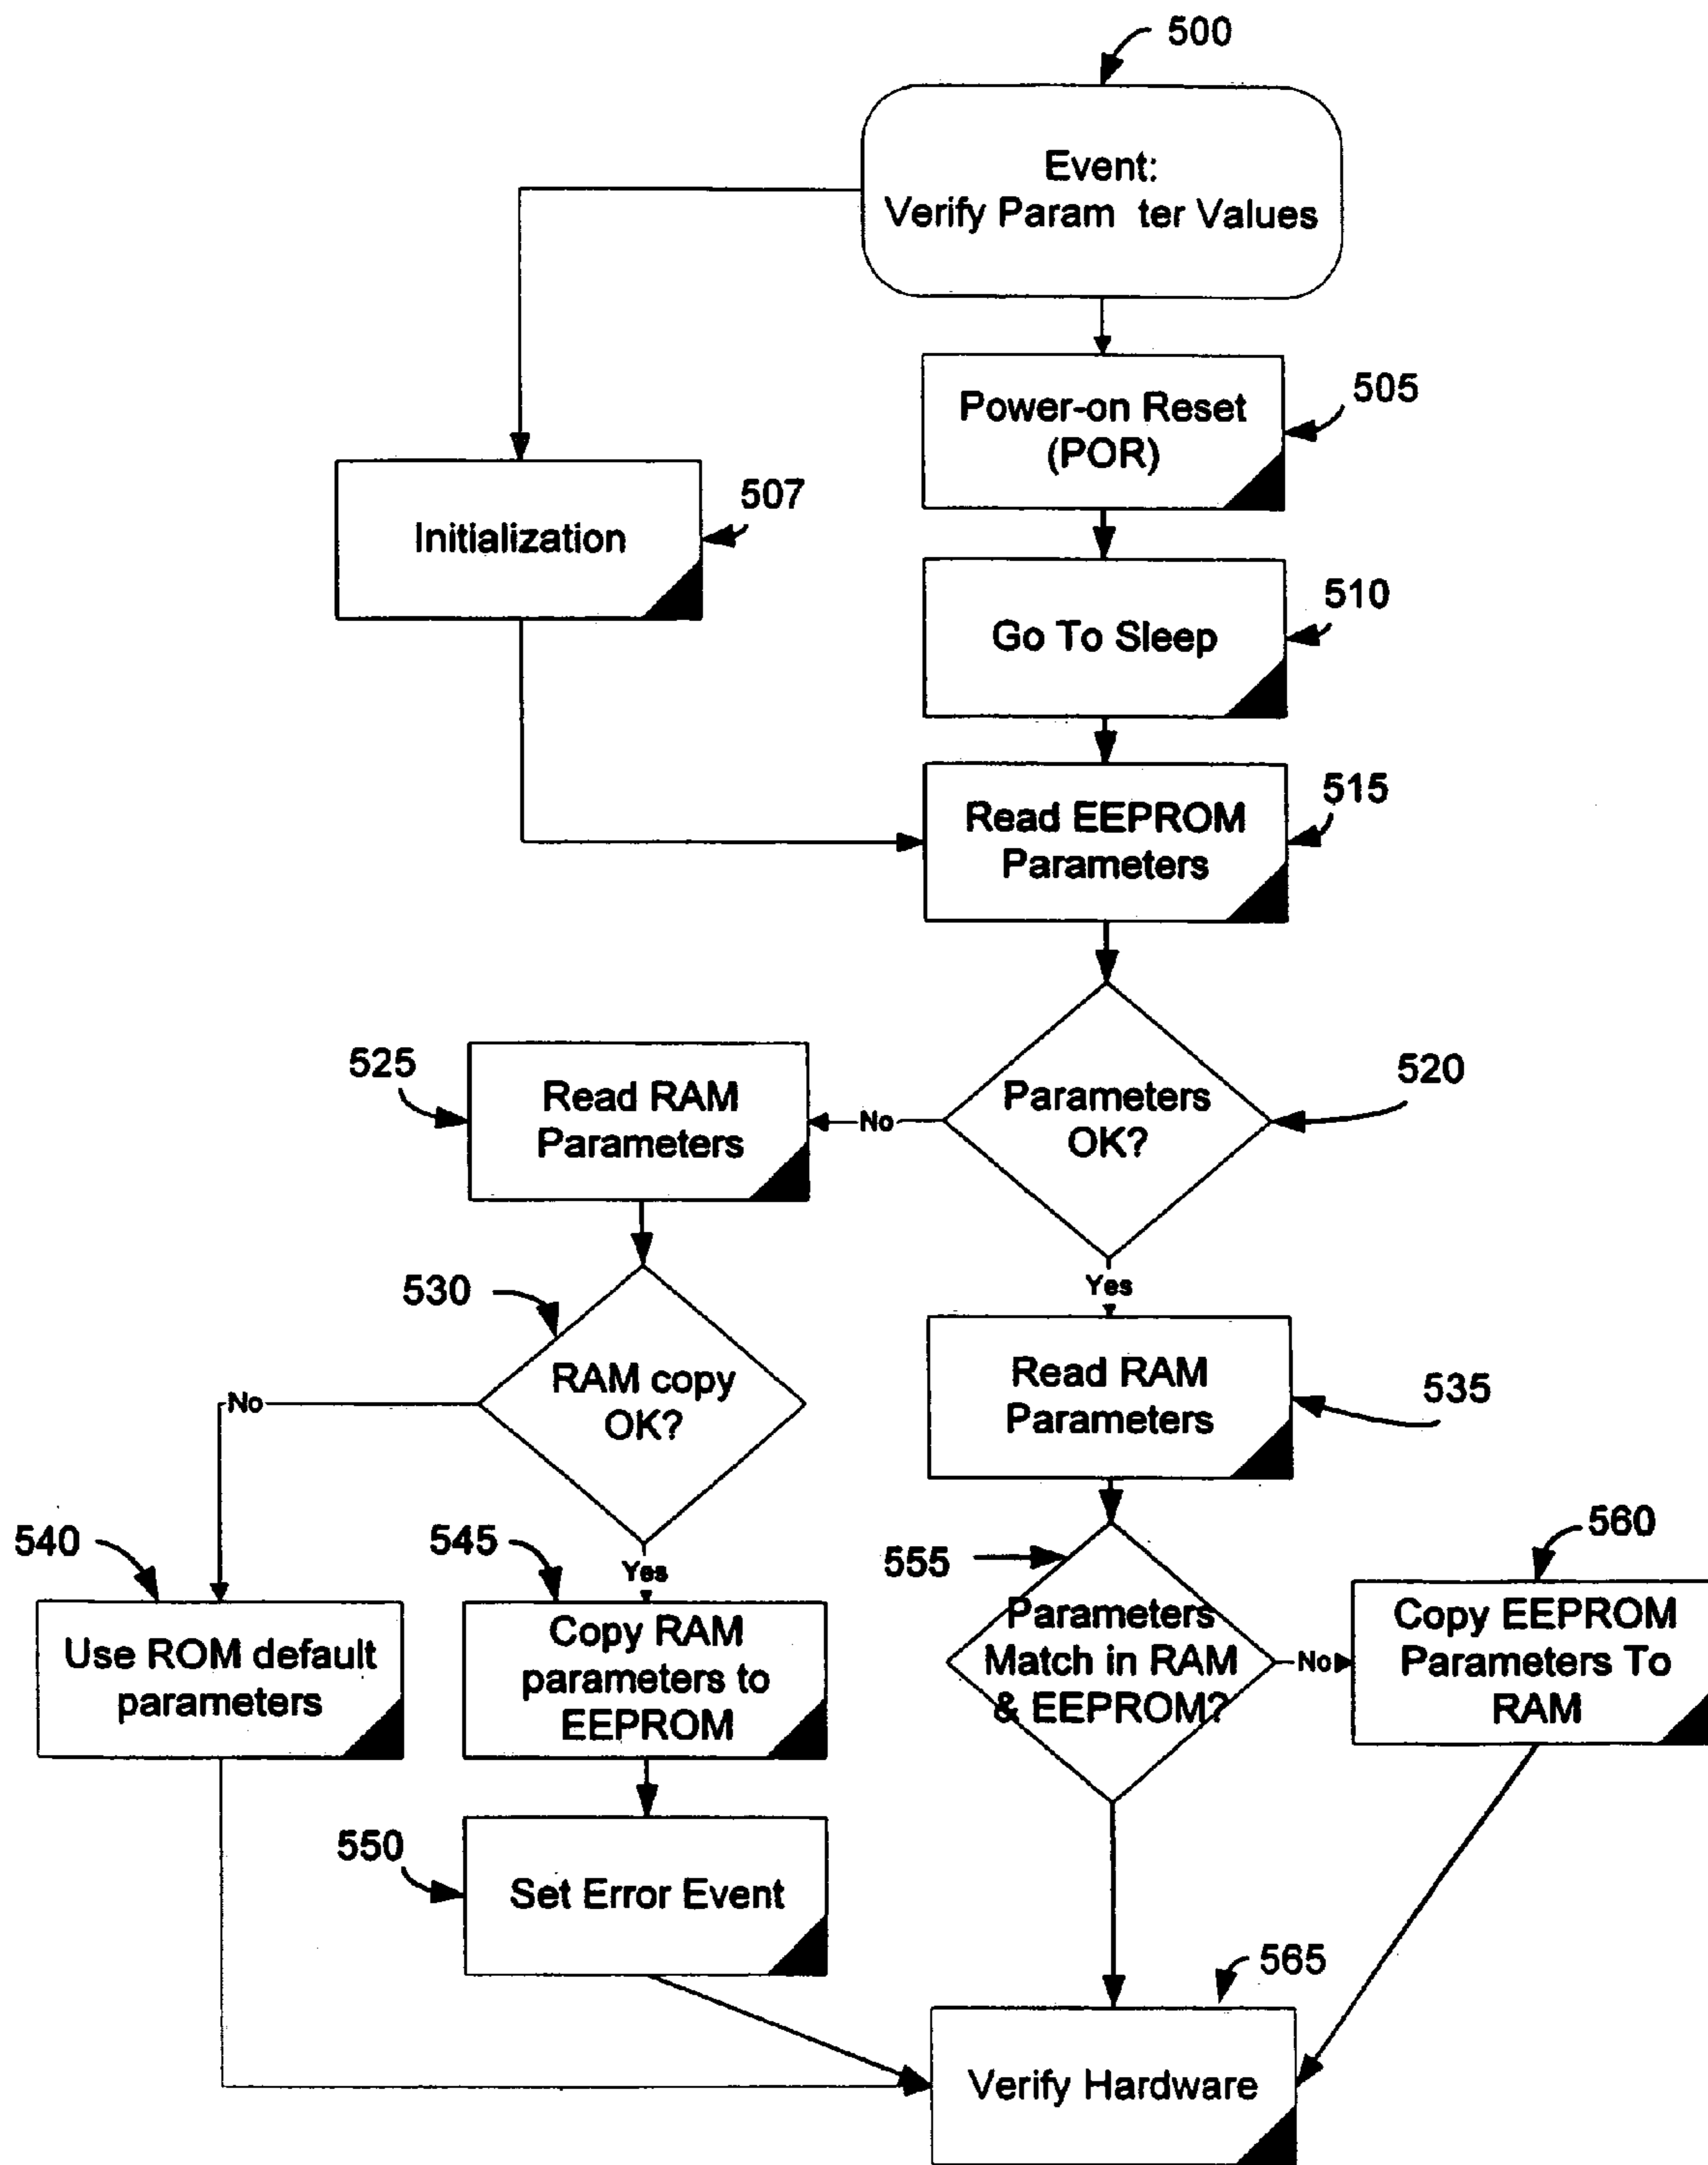 500
Event:
Verify Param ter Values
505
Power-on Reset
(POR)
507
Initialization
510
Go To Sleep
515
Read EEPROM
Parameters
520
Parameters
OK?
No
525
Read RAM
Parameters
Yes
530
RAM copy
OK?
No
535
Read RAM
Parameters
540
Use ROM default
parameters
545
Yes
Copy RAM
parameters to
EEPROM
555
Parameters
Match in RAM
& EEPROM?
No
560
Copy EEPROM
Parameters To
RAM
550
Set Error Event
565
Verify Hardware